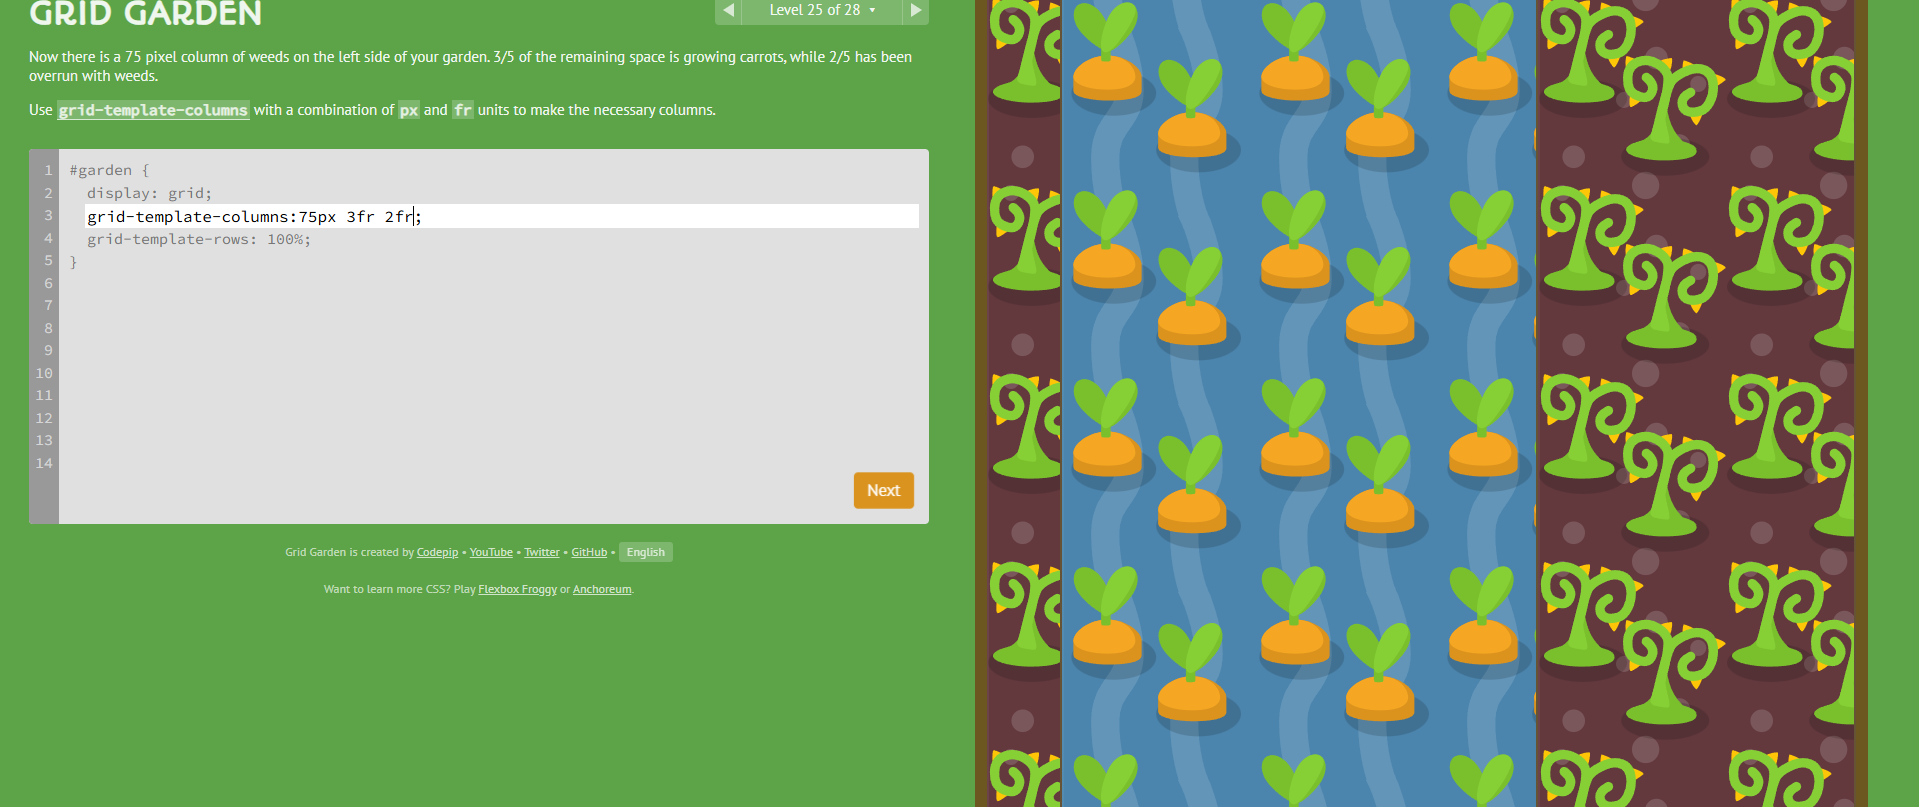 GRID GARDEN
◀ Level 25 of 28 ▾ ▶
Now there is a 75 pixel column of weeds on the left side of your garden. 3/5 of the remaining space is growing carrots, while 2/5 has been
overrun with weeds.
Use grid-template-columns with a combination of px and fr units to make the necessary columns.
1 #garden {
2 display: grid;
3 grid-template-columns:75px 3fr 2fr;
4 grid-template-rows: 100%;
5 }
6
7
8
9
10
11
12
13
14
Next
Grid Garden is created by Codepip • YouTube • Twitter • GitHub • English
Want to learn more CSS? Play Flexbox Froggy or Anchoreum.